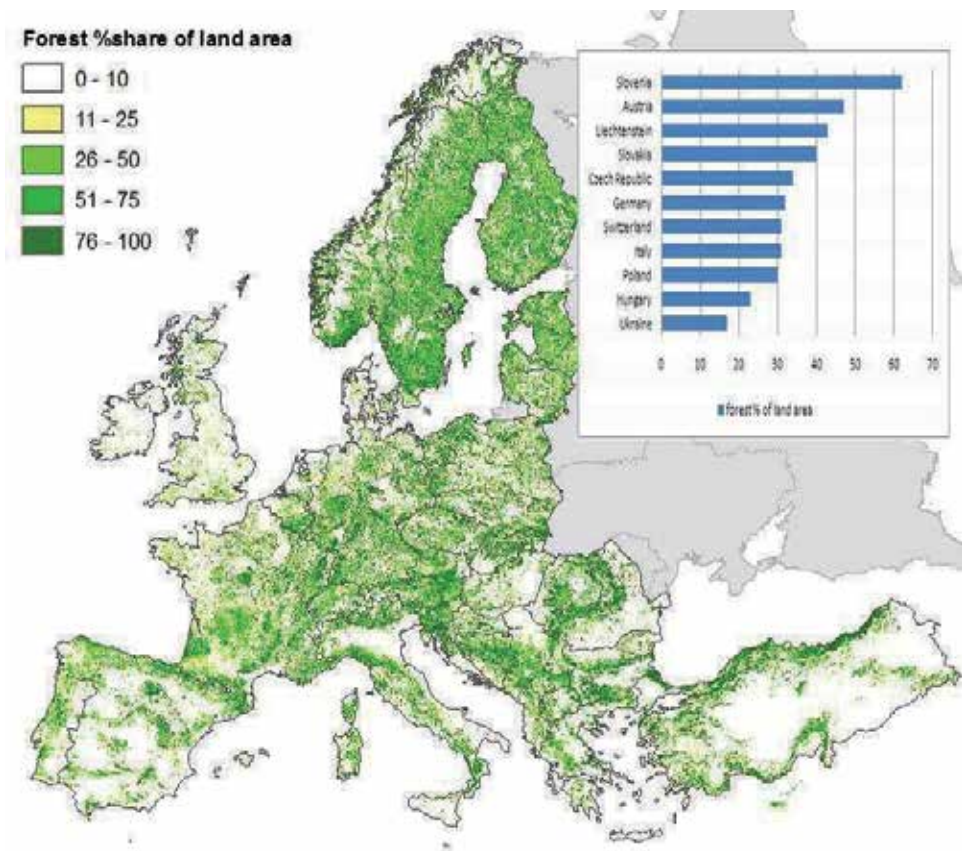 Forest %share of land area
0 - 10
11 - 25
26 - 50
51 - 75
76 - 100
Slovenia
Austria
Liechtenstein
Slovakia
Czech Republic
Germany
Switzerland
Italy
Poland
Hungary
Ukraine
0 10 20 30 40 50 60 70
forest% of land area